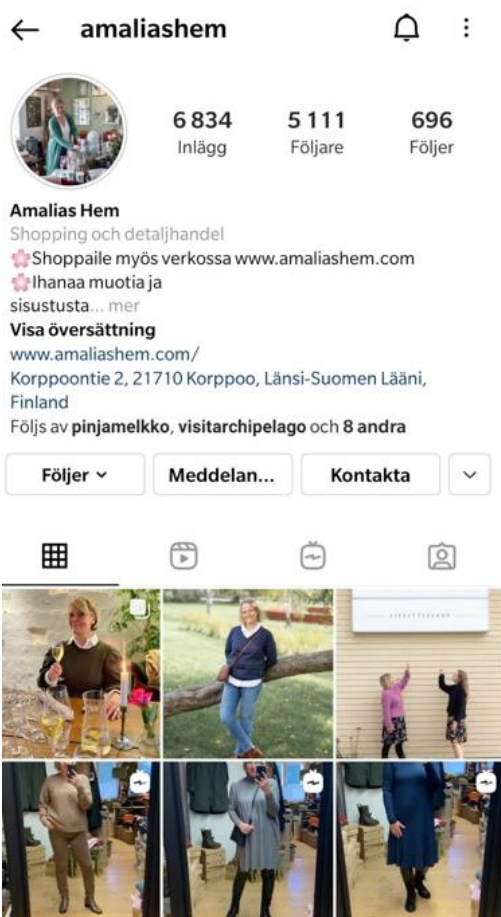 amaliashem
6 834
5 111
696
Inlägg
Följare
Följer
Amalias Hem
Shopping och detaljhandel
🌸Shoppaile myös verkossa www.amaliashem.com
🌸Ihanaa muotia ja
sisustusta... mer
Visa översättning
www.amaliashem.com/
Korppoontie 2, 21710 Korppoo, Länsi-Suomen Lääni,
Finland
Följs av pinjamelkko, visitarchipelago och 8 andra
Följer
Meddelan...
Kontakta
LIFESTYLESHOP